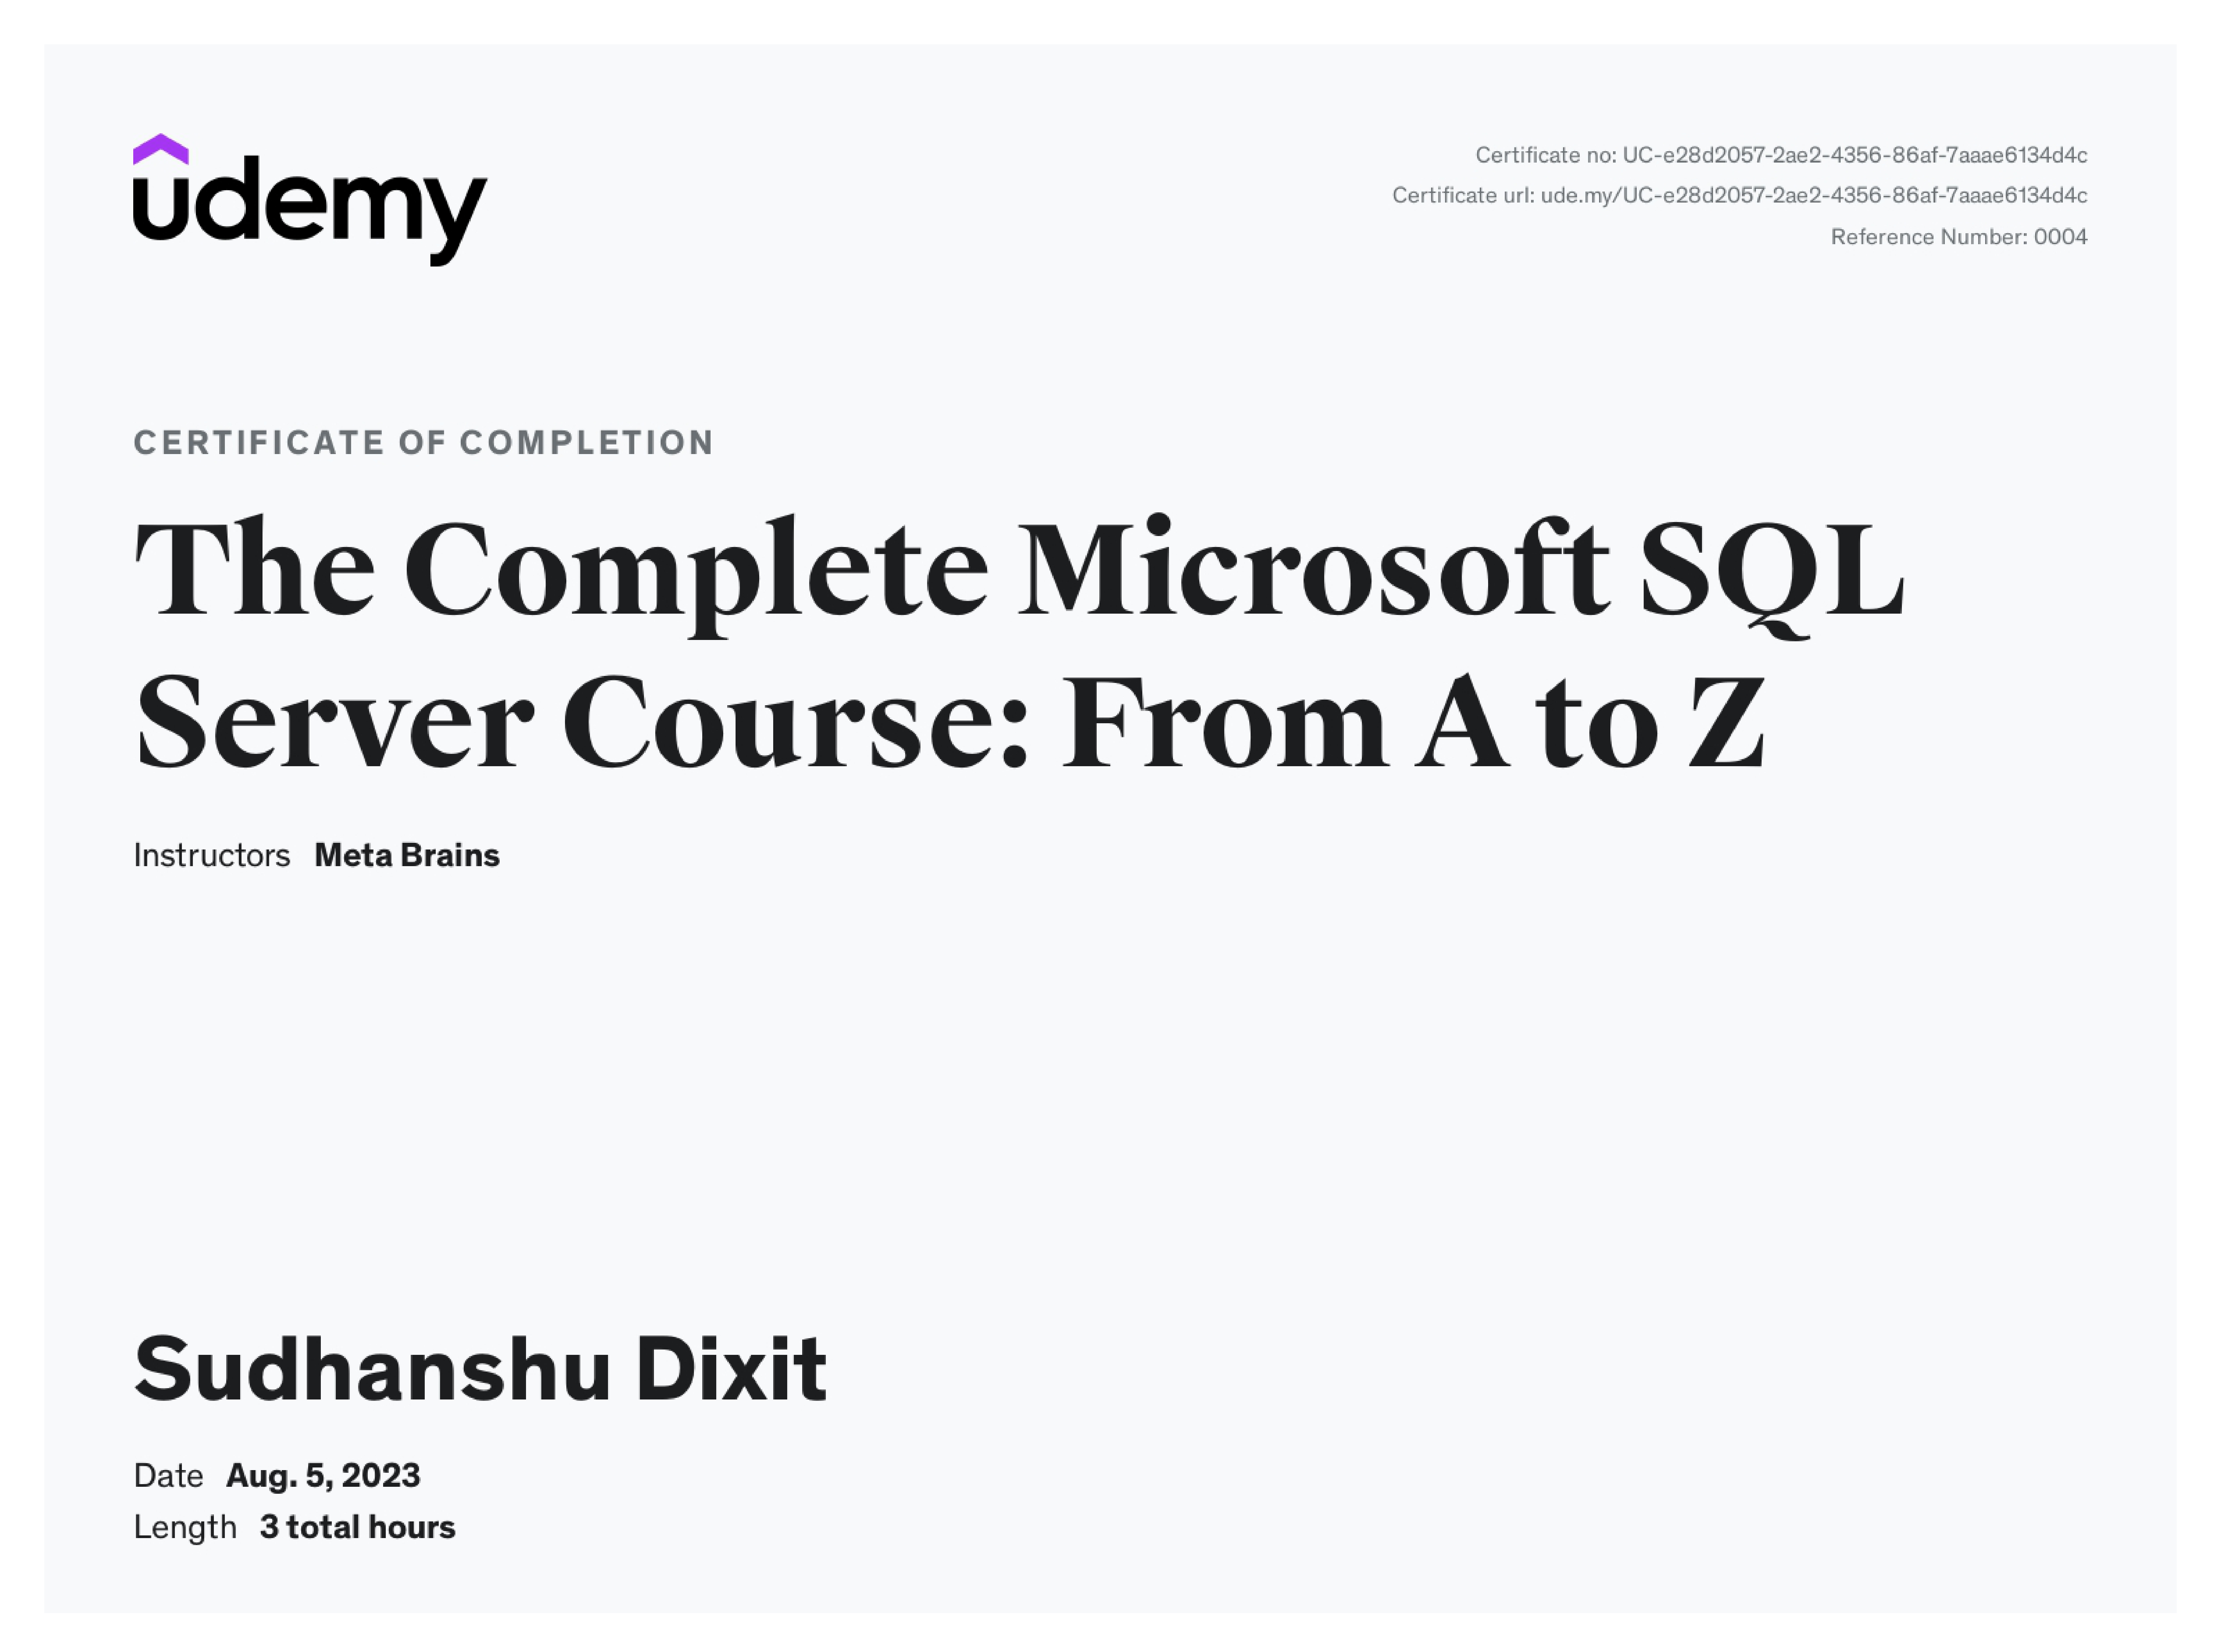 udemy
Certificate no: UC-e28d2057-2ae2-4356-86af-7aaae6134d4c
Certificate url: ude.my/UC-e28d2057-2ae2-4356-86af-7aaae6134d4c
Reference Number: 0004
CERTIFICATE OF COMPLETION
The Complete Microsoft SQL
Server Course: From A to Z
Instructors Meta Brains
Sudhanshu Dixit
Date Aug. 5, 2023
Length 3 total hours